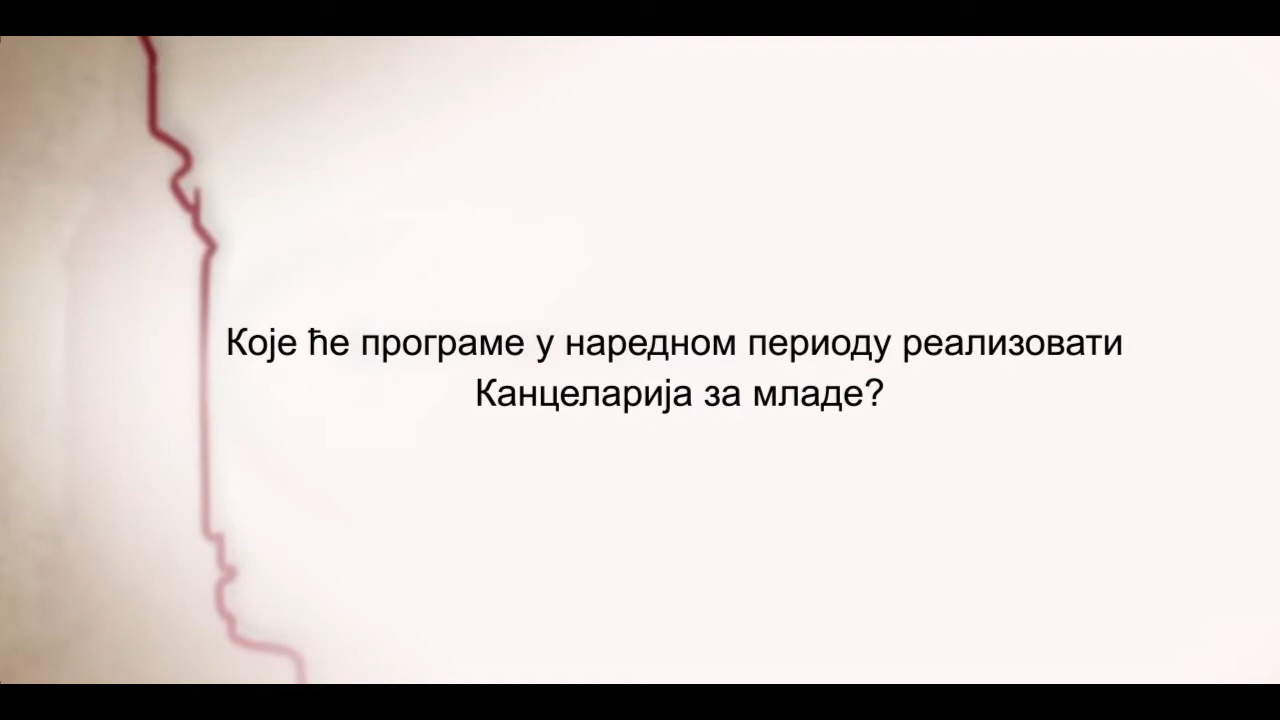 Које ће програме у наредном периоду реализовати
Канцеларија за младе?